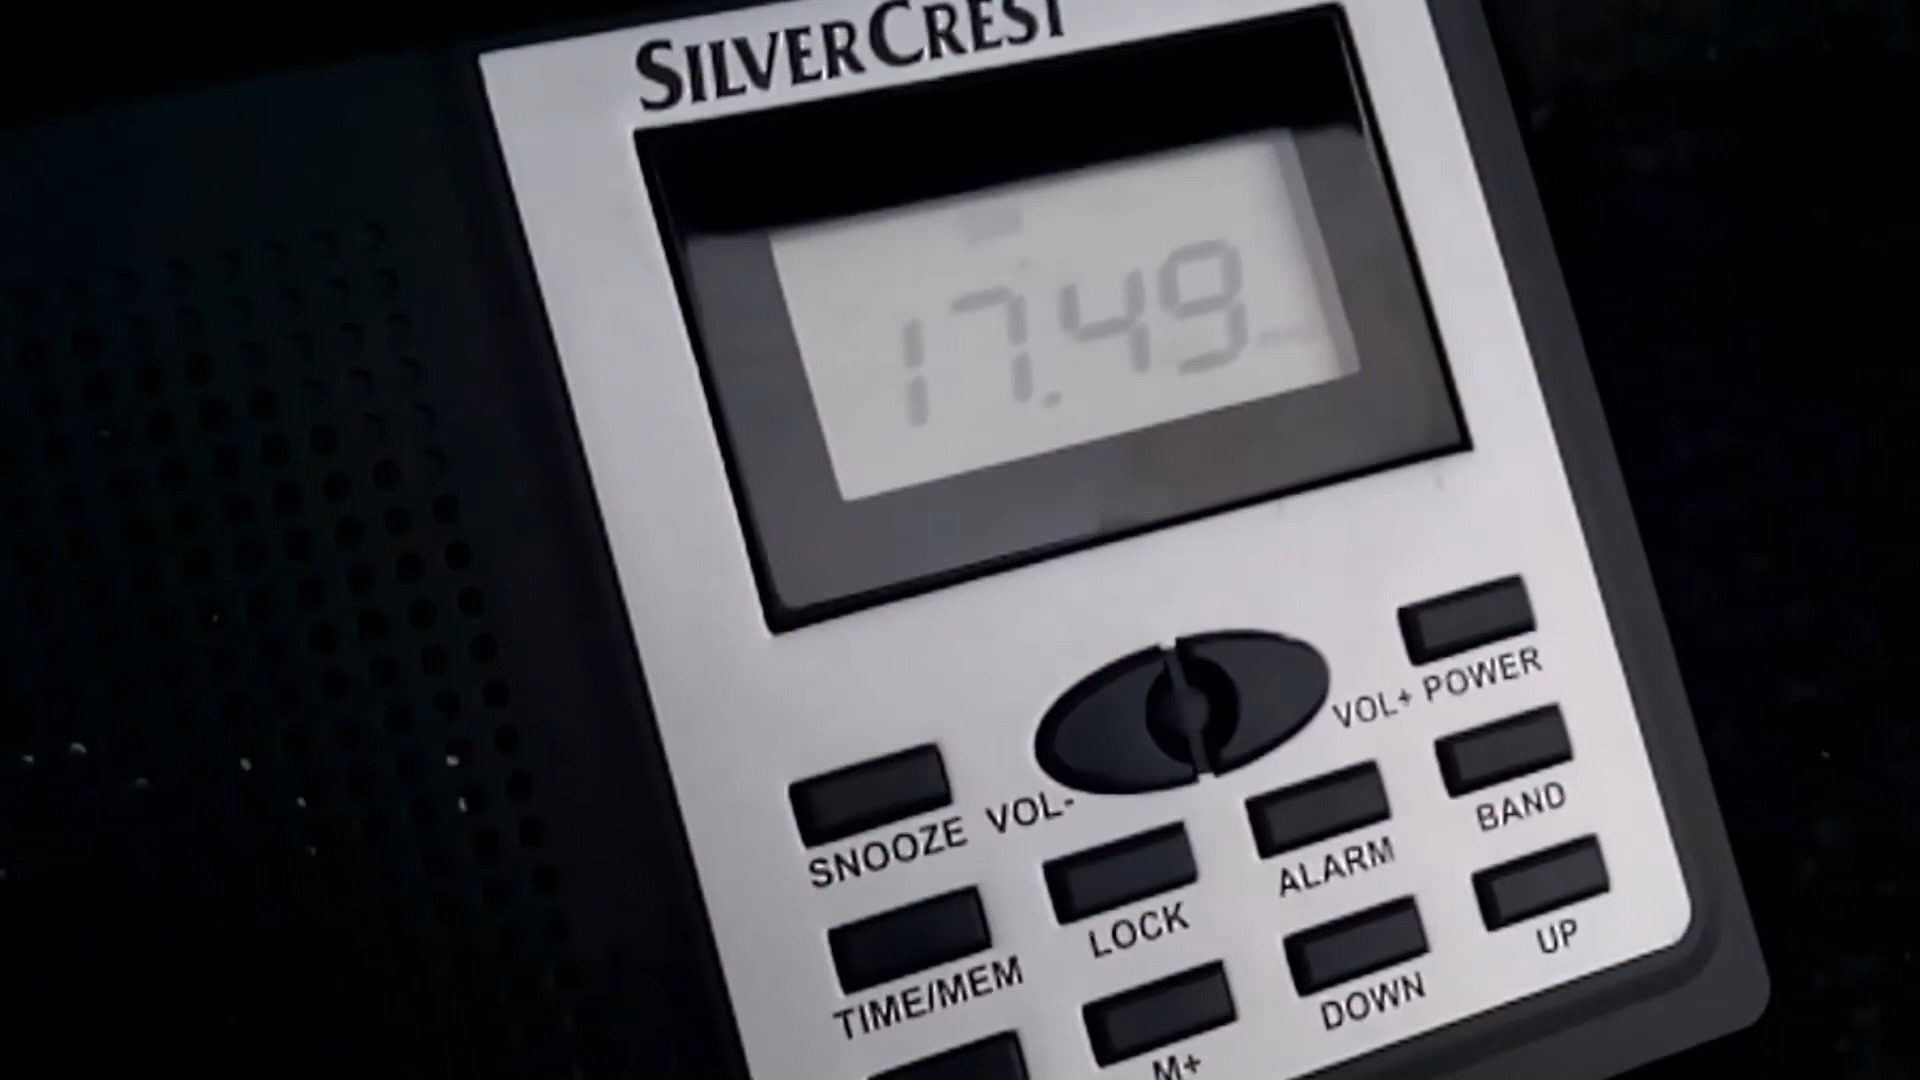 SILVERCREST
17.49
VOL+ POWER
SNOOZE VOL-
BAND
ALARM
LOCK
UP
TIME/MEM
DOWN
M+